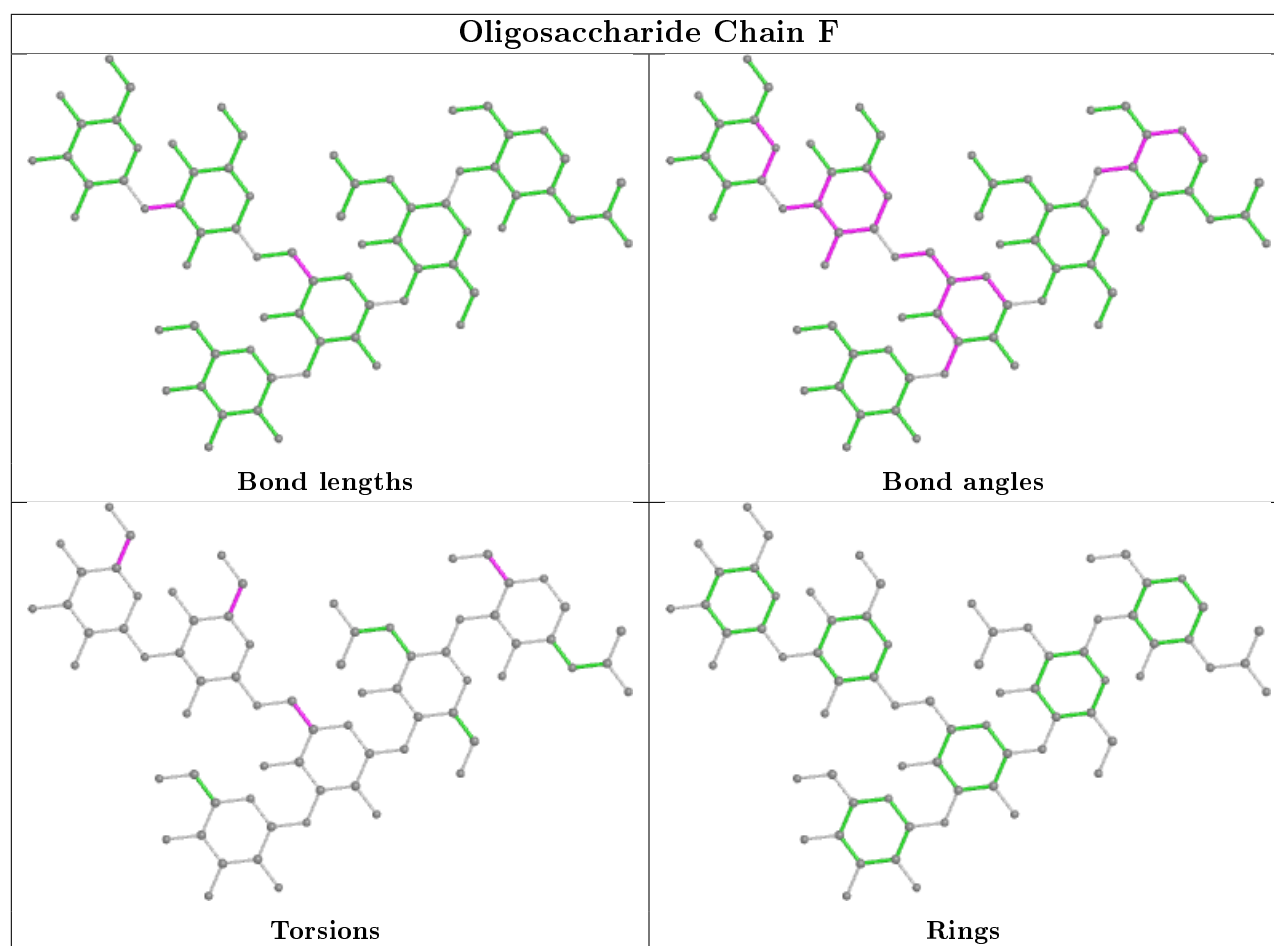 Oligosaccharide Chain F
Bond lengths
Bond angles
Torsions
Rings